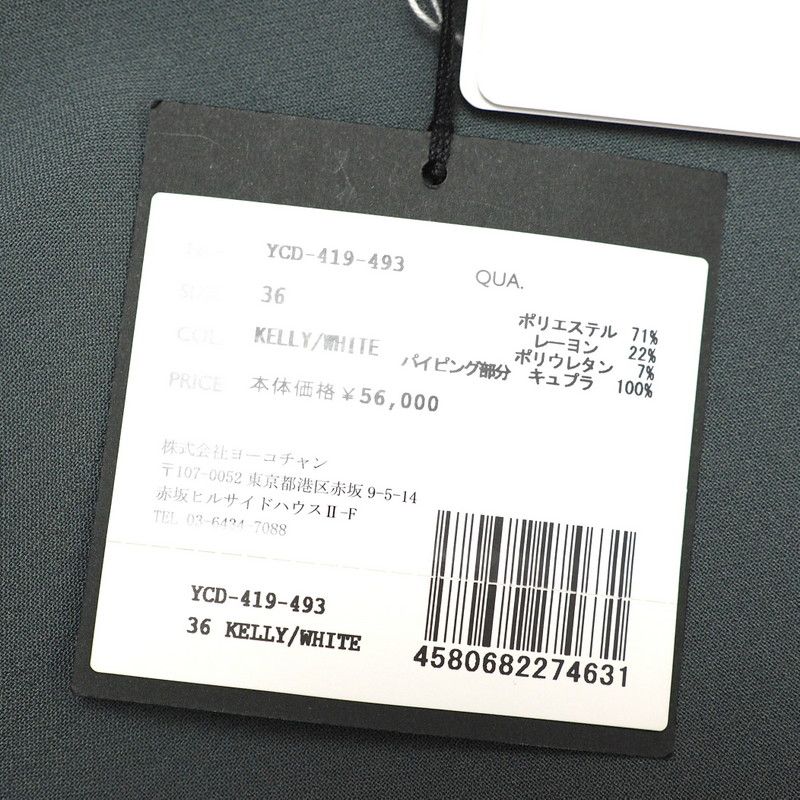 YCD-419-493
QUA.
SIZE 36
COL. KELLY/WHITE
PRICE 本体価格¥56,000
ポリエステル 71%
レーヨン 22%
ポリウレタン 7%
パイピング部分 キュプラ 100%
株式会社ヨーコチャン
〒107-0052 東京都港区赤坂 9-5-14
赤坂ヒルサイドハウスⅡ-F
TEL 03-6434-7088
YCD-419-493
36 KELLY/WHITE
4580682274631